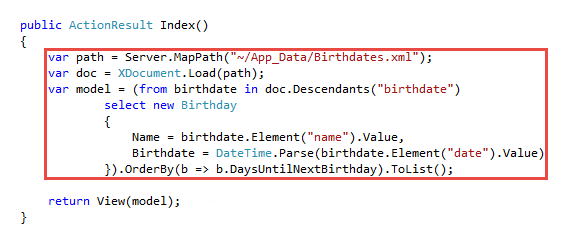 public ActionResult Index()
{
    var path = Server.MapPath("~/App_Data/Birthdates.xml");
    var doc = XDocument.Load(path);
    var model = (from birthdate in doc.Descendants("birthdate")
            select new Birthday
            {
                Name = birthdate.Element("name").Value,
                Birthdate = DateTime.Parse(birthdate.Element("date").Value)
            }).OrderBy(b => b.DaysUntilNextBirthday).ToList();

    return View(model);
}